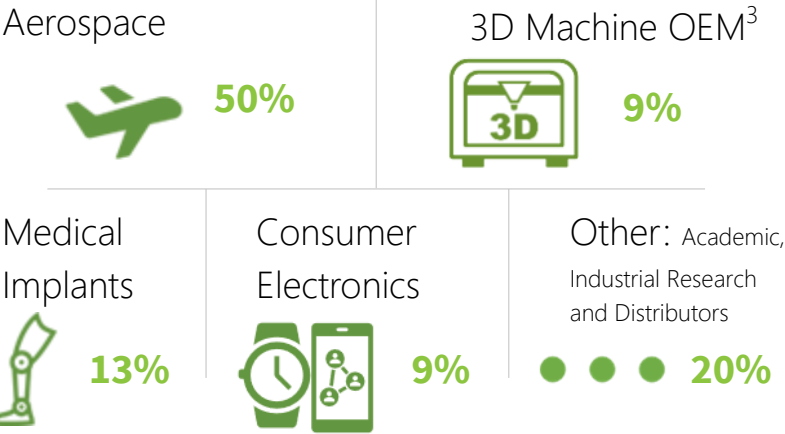 Aerospace
50%
3D Machine OEM³
3D
9%
Medical
Implants
13%
Consumer
Electronics
9%
Other: Academic,
Industrial Research
and Distributors
20%